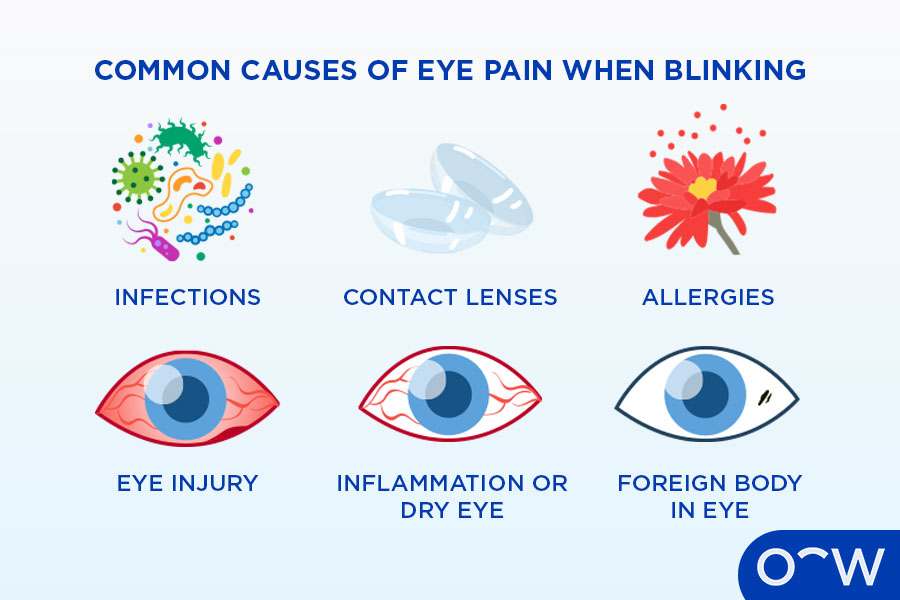 COMMON CAUSES OF EYE PAIN WHEN BLINKING
INFECTIONS
CONTACT LENSES
ALLERGIES
EYE INJURY
INFLAMMATION OR
DRY EYE
FOREIGN BODY
IN EYE